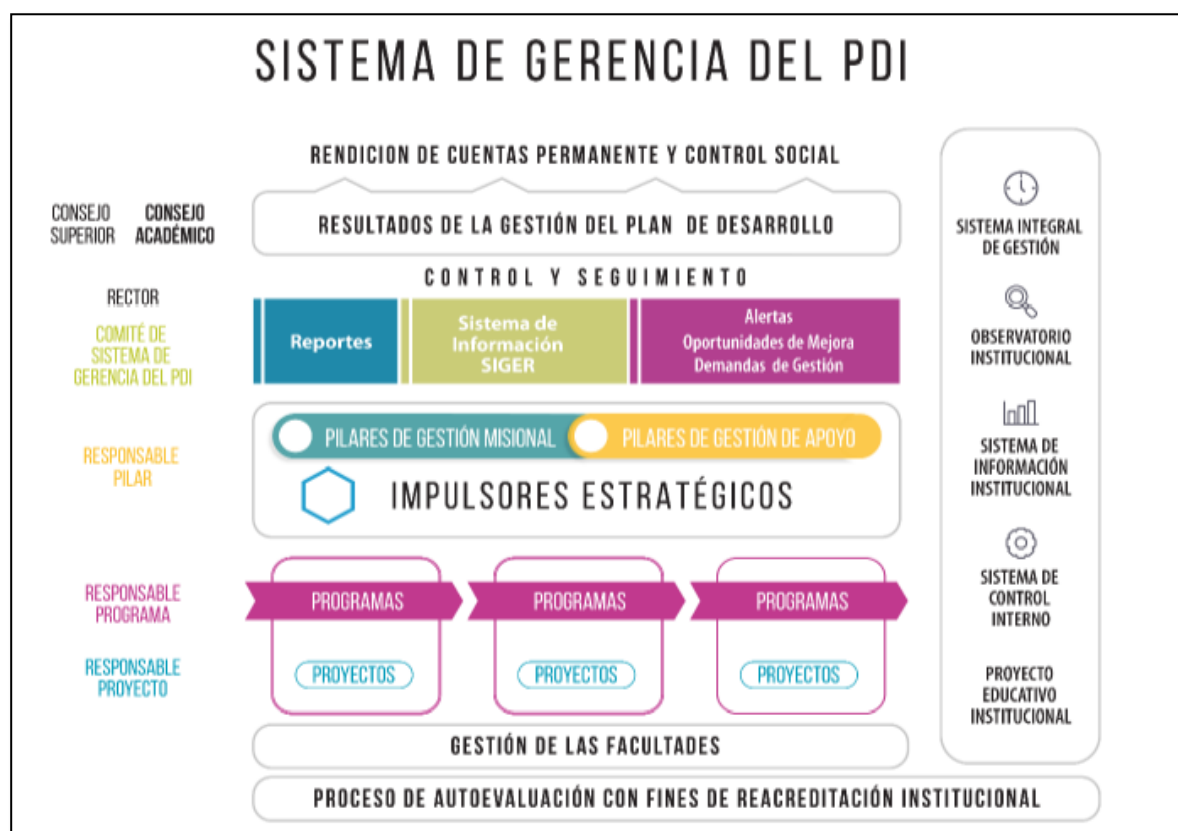 SISTEMA DE GERENCIA DEL PDI
RENDICION DE CUENTAS PERMANENTE Y CONTROL SOCIAL
CONSEJO SUPERIOR
CONSEJO ACADÉMICO
RESULTADOS DE LA GESTIÓN DEL PLAN DE DESARROLLO
CONTROL Y SEGUIMIENTO
RECTOR
COMITÉ DE
SISTEMA DE
GERENCIA DEL PDI
Reportes
Sistema de
Información
SIGER
Alertas
Oportunidades de Mejora
Demandas de Gestión
RESPONSABLE
PILAR
PILARES DE GESTIÓN MISIONAL
PILARES DE GESTIÓN DE APOYO
IMPULSORES ESTRATÉGICOS
RESPONSABLE
PROGRAMA
PROGRAMAS
PROGRAMAS
PROGRAMAS
RESPONSABLE
PROYECTO
PROYECTOS
PROYECTOS
PROYECTOS
GESTIÓN DE LAS FACULTADES
PROCESO DE AUTOEVALUACIÓN CON FINES DE REACREDITACIÓN INSTITUCIONAL
SISTEMA INTEGRAL
DE GESTIÓN
OBSERVATORIO
INSTITUCIONAL
SISTEMA DE
INFORMACIÓN
INSTITUCIONAL
SISTEMA DE
CONTROL
INTERNO
PROYECTO
EDUCATIVO
INSTITUCIONAL